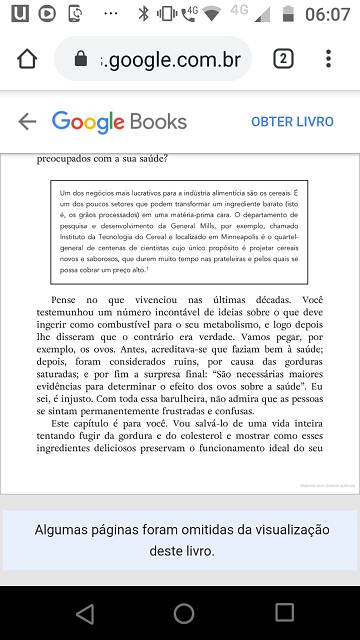 4G
4G
06:07
:.google.com.br
2
Google Books
OBTER LIVRO
preocupados com a sua saúde?
Um dos negócios mais lucrativos para a indústria alimentícia são os cereais. É
um dos poucos setores que podem transformar um ingrediente barato (isto
é, os grãos processados) em uma matéria-prima cara. O departamento de
pesquisa e desenvolvimento da General Mills, por exemplo, chamado
Instituto da Tecnologia do Cereal e localizado em Minneapolis é o quartel-
general de centenas de cientistas cujo único propósito é projetar cereais
novos e saborosos, que durem muito tempo nas prateleiras e pelos quais se
possa cobrar um preço alto.¹
Pense no que vivenciou nas últimas décadas. Você
testemunhou um número incontável de ideias sobre o que deve
ingerir como combustível para o seu metabolismo, e logo depois
lhe disseram que o contrário era verdade. Vamos pegar, por
exemplo, os ovos. Antes, acreditava-se que faziam bem à saúde;
depois, foram considerados ruins, por causa das gorduras
saturadas; e por fim a surpresa final: “São necessárias maiores
evidências para determinar o efeito dos ovos sobre a saúde”. Eu
sei, é injusto. Com toda essa barulheira, não admira que as pessoas
se sintam permanentemente frustradas e confusas.
Este capítulo é para você. Vou salvá-lo de uma vida inteira
tentando fugir da gordura e do colesterol e mostrar como esses
ingredientes deliciosos preservam o funcionamento ideal do seu
Material com direitos autorais
Algumas páginas foram omitidas da visualização
deste livro.